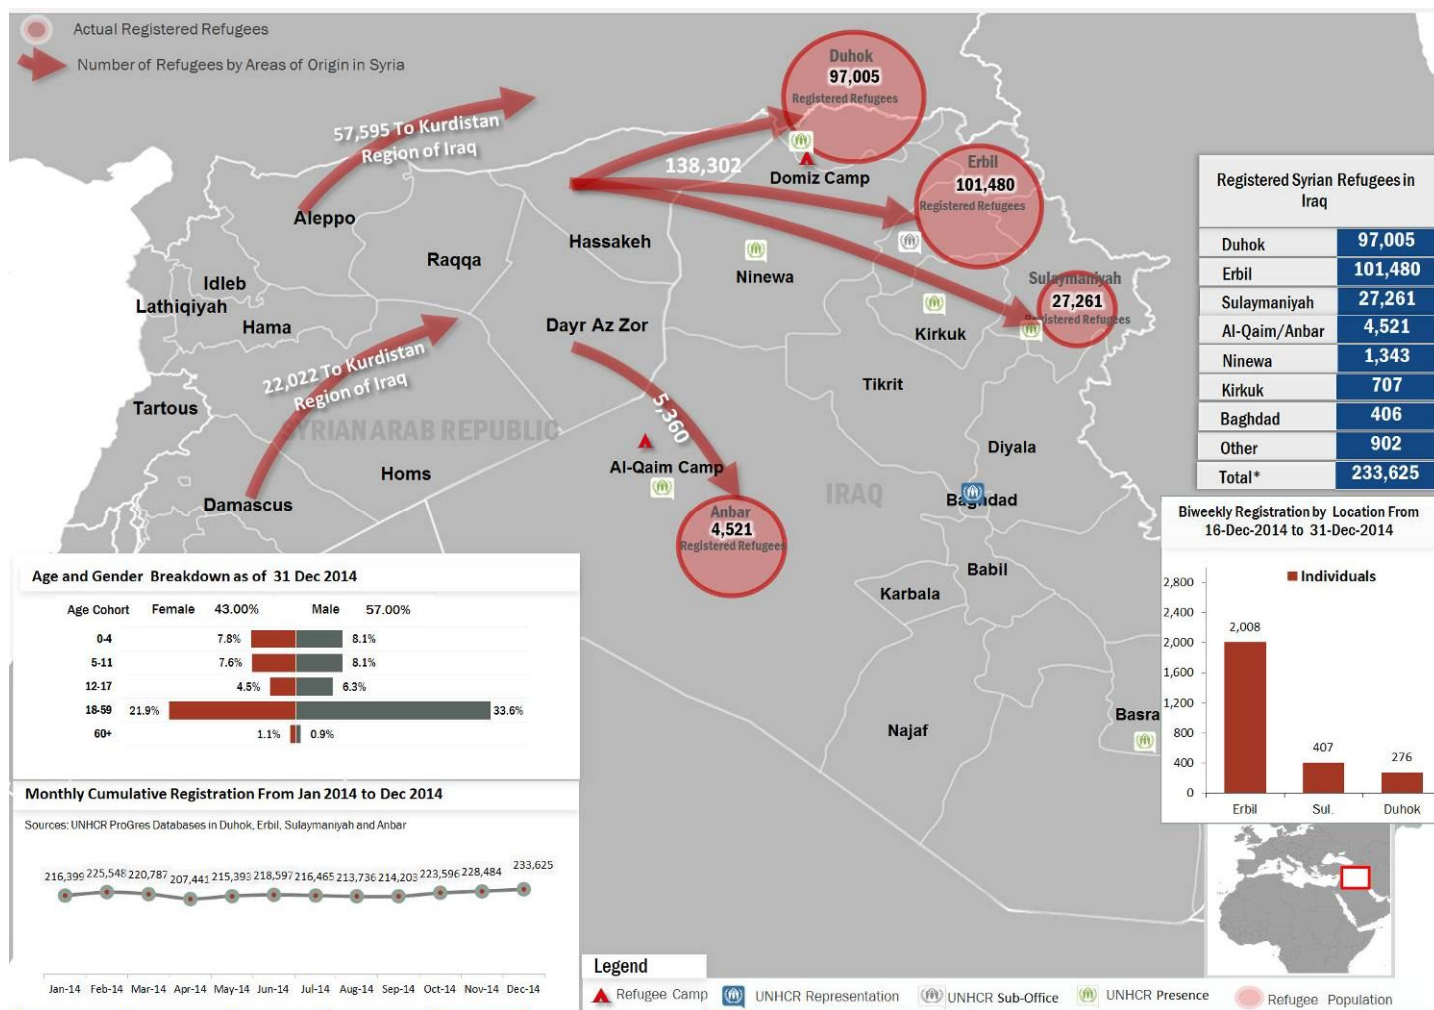 Actual Registered Refugees
Number of Refugees by Areas of Origin in Syria
57,595 To Kurdistan
Region of Iraq
138,302
22,022 To Kurdistan
Region of Iraq
5,360
Duhok
97,005
Registered Refugees
Domiz Camp
Erbil
101,480
Registered Refugees
Sulaymaniyah
27,261
Registered Refugees
Aleppo
Hassakeh
Raqqa
Ninewa
Idleb
Lathiqiyah
Hama
Dayr Az Zor
Kirkuk
Tikrit
Tartous
SYRIAN ARAB REPUBLIC
Homs
Al-Qaim Camp
Diyala
IRAQ
Baghdad
Damascus
Anbar
4,521
Registered Refugees
Babil
Karbala
Najaf
Basra
Registered Syrian Refugees in
Iraq
Duhok 97,005
Erbil 101,480
Sulaymaniyah 27,261
Al-Qaim/Anbar 4,521
Ninewa 1,343
Kirkuk 707
Baghdad 406
Other 902
Total* 233,625
Biweekly Registration by Location From
16-Dec-2014 to 31-Dec-2014
Individuals
2,800
2,400
2,000
1,600
1,200
800
400
0
2,008
407
276
Erbil Sul. Duhok
Age and Gender Breakdown as of 31 Dec 2014
Age Cohort Female 43.00% Male 57.00%
0-4 7.8% 8.1%
5-11 7.6% 8.1%
12-17 4.5% 6.3%
18-59 21.9% 33.6%
60+ 1.1% 0.9%
Monthly Cumulative Registration From Jan 2014 to Dec 2014
Sources: UNHCR ProGres Databases in Duhok, Erbil, Sulaymaniyah and Anbar
216,399 225,548 220,787 207,441 215,393 218,597 216,465 213,736 214,203 223,596 228,484 233,625
Jan-14 Feb-14 Mar-14 Apr-14 May-14 Jun-14 Jul-14 Aug-14 Sep-14 Oct-14 Nov-14 Dec-14
Legend
Refugee Camp UNHCR Representation UNHCR Sub-Office UNHCR Presence Refugee Population